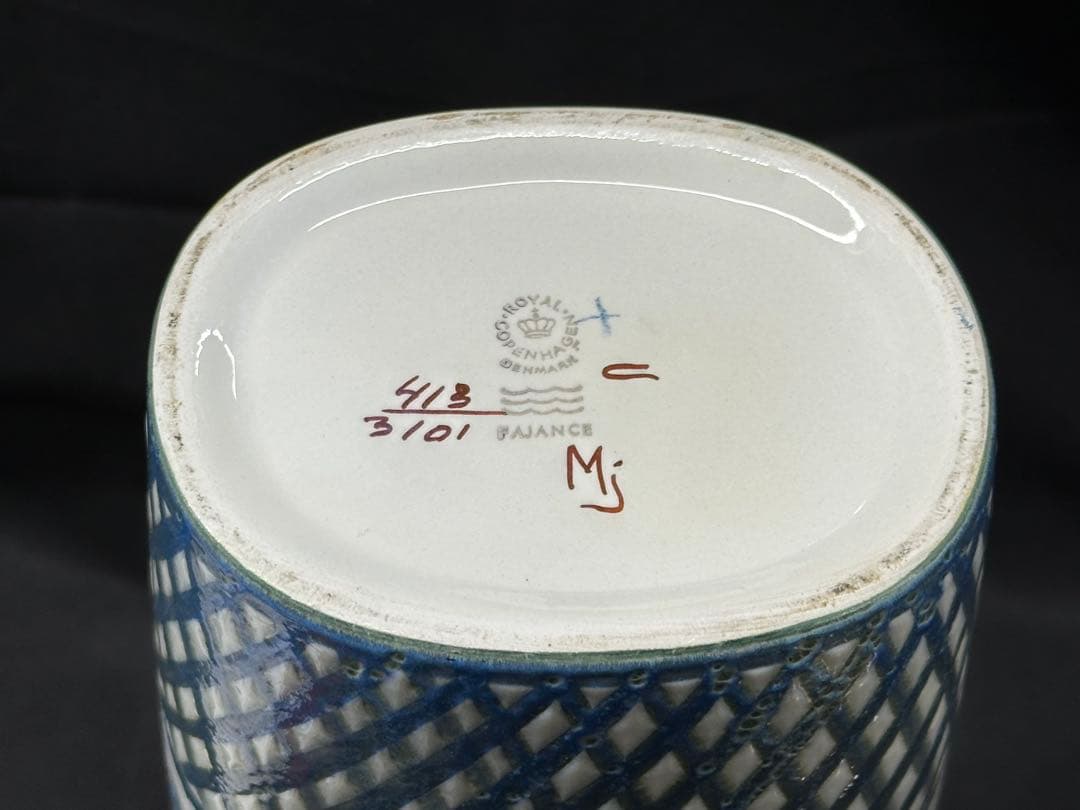 ROYAL COPENHAGEN
DENMARK
413
3101
FAJANCE
Mj